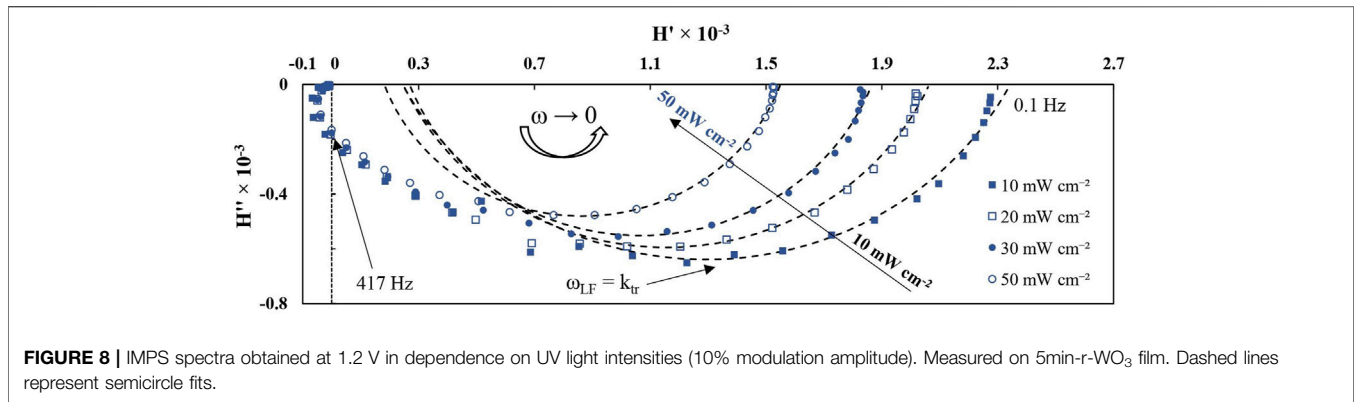 H' × 10⁻³
-0.1 0 0.3 0.7 1.1 1.5 1.9 2.3 2.7
0
-0.4
-0.8
H'' × 10⁻³
ω → 0
50 mW cm⁻²
10 mW cm⁻²
0.1 Hz
417 Hz
ω_LF = k_tr
10 mW cm⁻²
20 mW cm⁻²
30 mW cm⁻²
50 mW cm⁻²
FIGURE 8 | IMPS spectra obtained at 1.2 V in dependence on UV light intensities (10% modulation amplitude). Measured on 5min-r-WO₃ film. Dashed lines
represent semicircle fits.